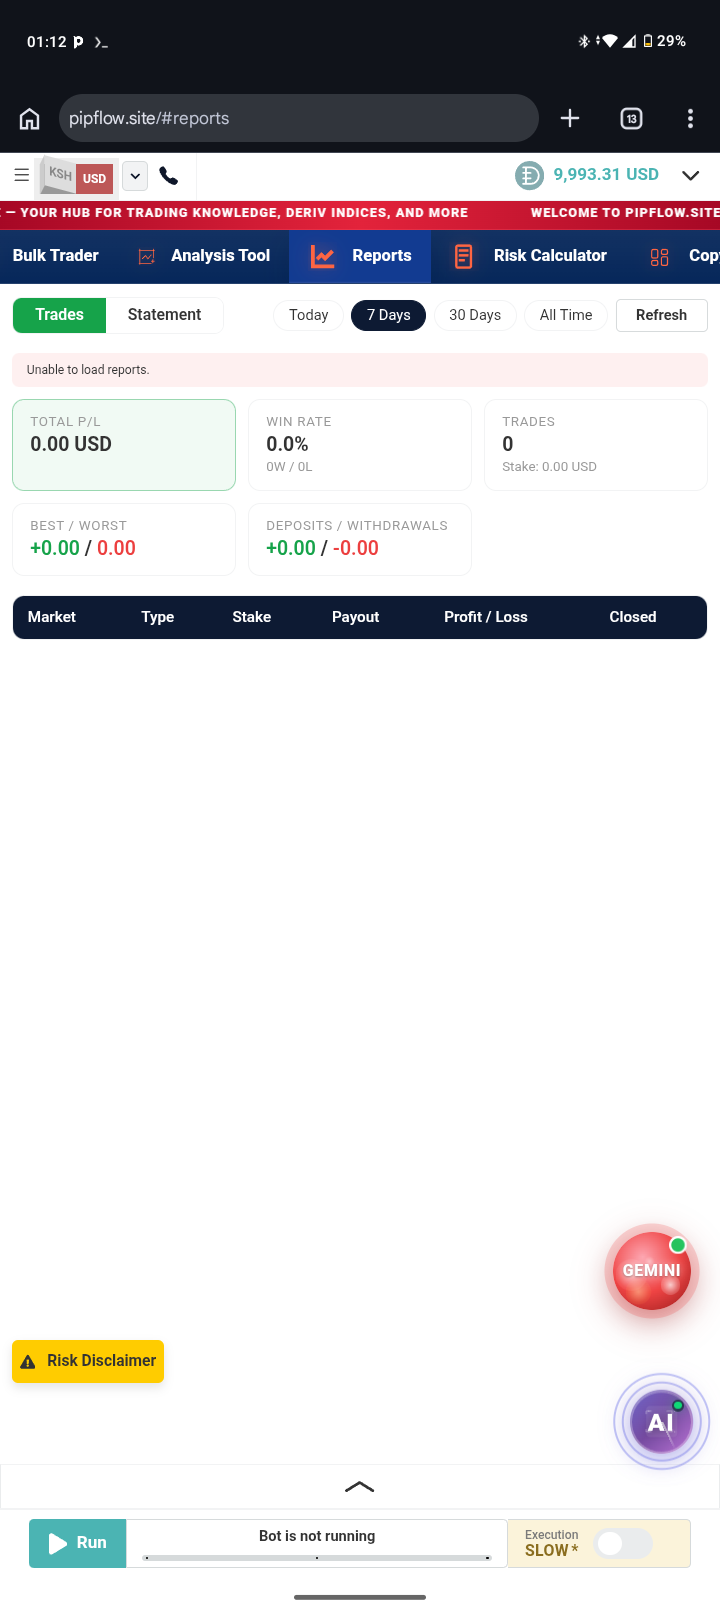 01:12
29%
pipflow.site/#reports
13
KSH USD
9,993.31 USD
— YOUR HUB FOR TRADING KNOWLEDGE, DERIV INDICES, AND MORE WELCOME TO PIPFLOW.SITE
Bulk Trader Analysis Tool Reports Risk Calculator Copy
Trades Statement Today 7 Days 30 Days All Time Refresh
Unable to load reports.
TOTAL P/L
0.00 USD
WIN RATE
0.0%
0W / 0L
TRADES
0
Stake: 0.00 USD
BEST / WORST
+0.00 / 0.00
DEPOSITS / WITHDRAWALS
+0.00 / -0.00
Market Type Stake Payout Profit / Loss Closed
GEMINI
Risk Disclaimer
AI
Run
Bot is not running
Execution
SLOW *